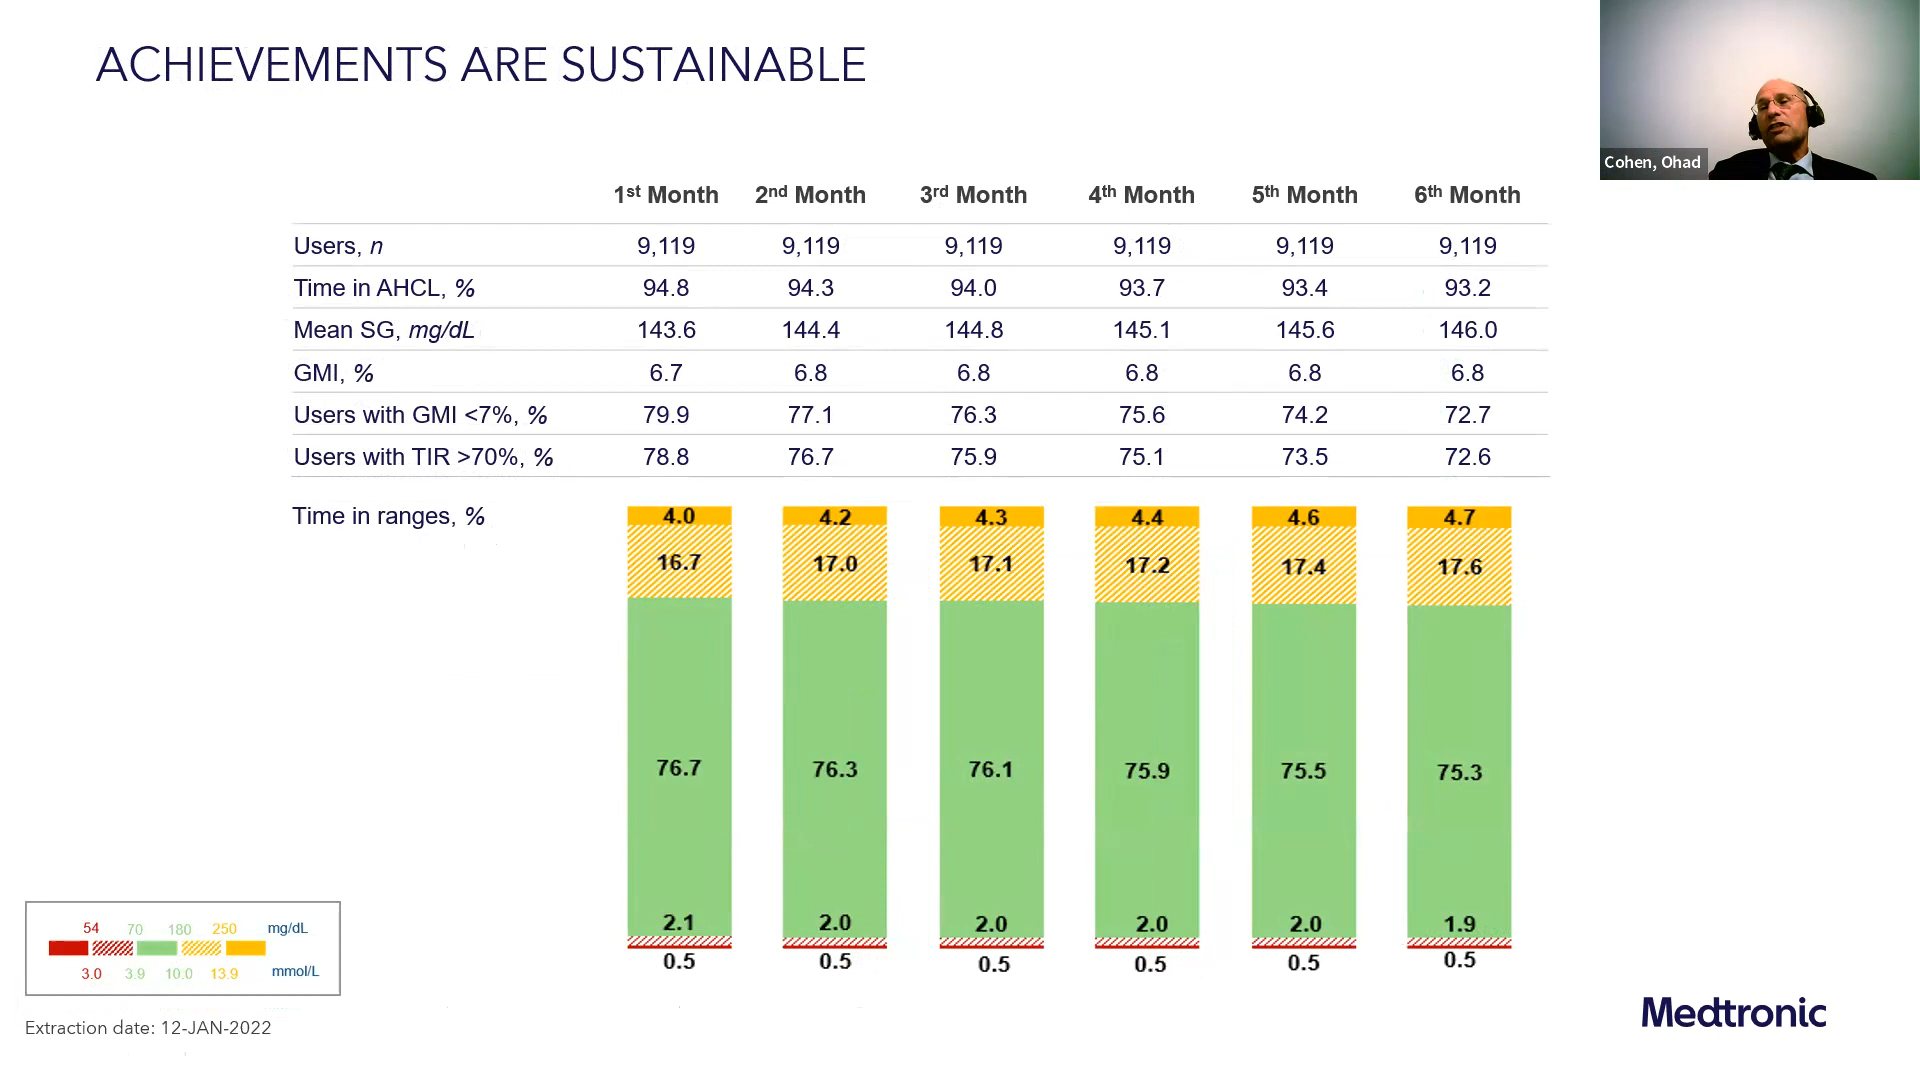 ACHIEVEMENTS ARE SUSTAINABLE
Cohen, Ohad
1st Month 2nd Month 3rd Month 4th Month 5th Month 6th Month
Users, n 9,119 9,119 9,119 9,119 9,119 9,119
Time in AHCL, % 94.8 94.3 94.0 93.7 93.4 93.2
Mean SG, mg/dL 143.6 144.4 144.8 145.1 145.6 146.0
GMI, % 6.7 6.8 6.8 6.8 6.8 6.8
Users with GMI <7%, % 79.9 77.1 76.3 75.6 74.2 72.7
Users with TIR >70%, % 78.8 76.7 75.9 75.1 73.5 72.6
Time in ranges, % 4.0 4.2 4.3 4.4 4.6 4.7
16.7 17.0 17.1 17.2 17.4 17.6
76.7 76.3 76.1 75.9 75.5 75.3
2.1 2.0 2.0 2.0 2.0 1.9
0.5 0.5 0.5 0.5 0.5 0.5
54 70 180 250 mg/dL
3.0 3.9 10.0 13.9 mmol/L
Extraction date: 12-JAN-2022
Medtronic